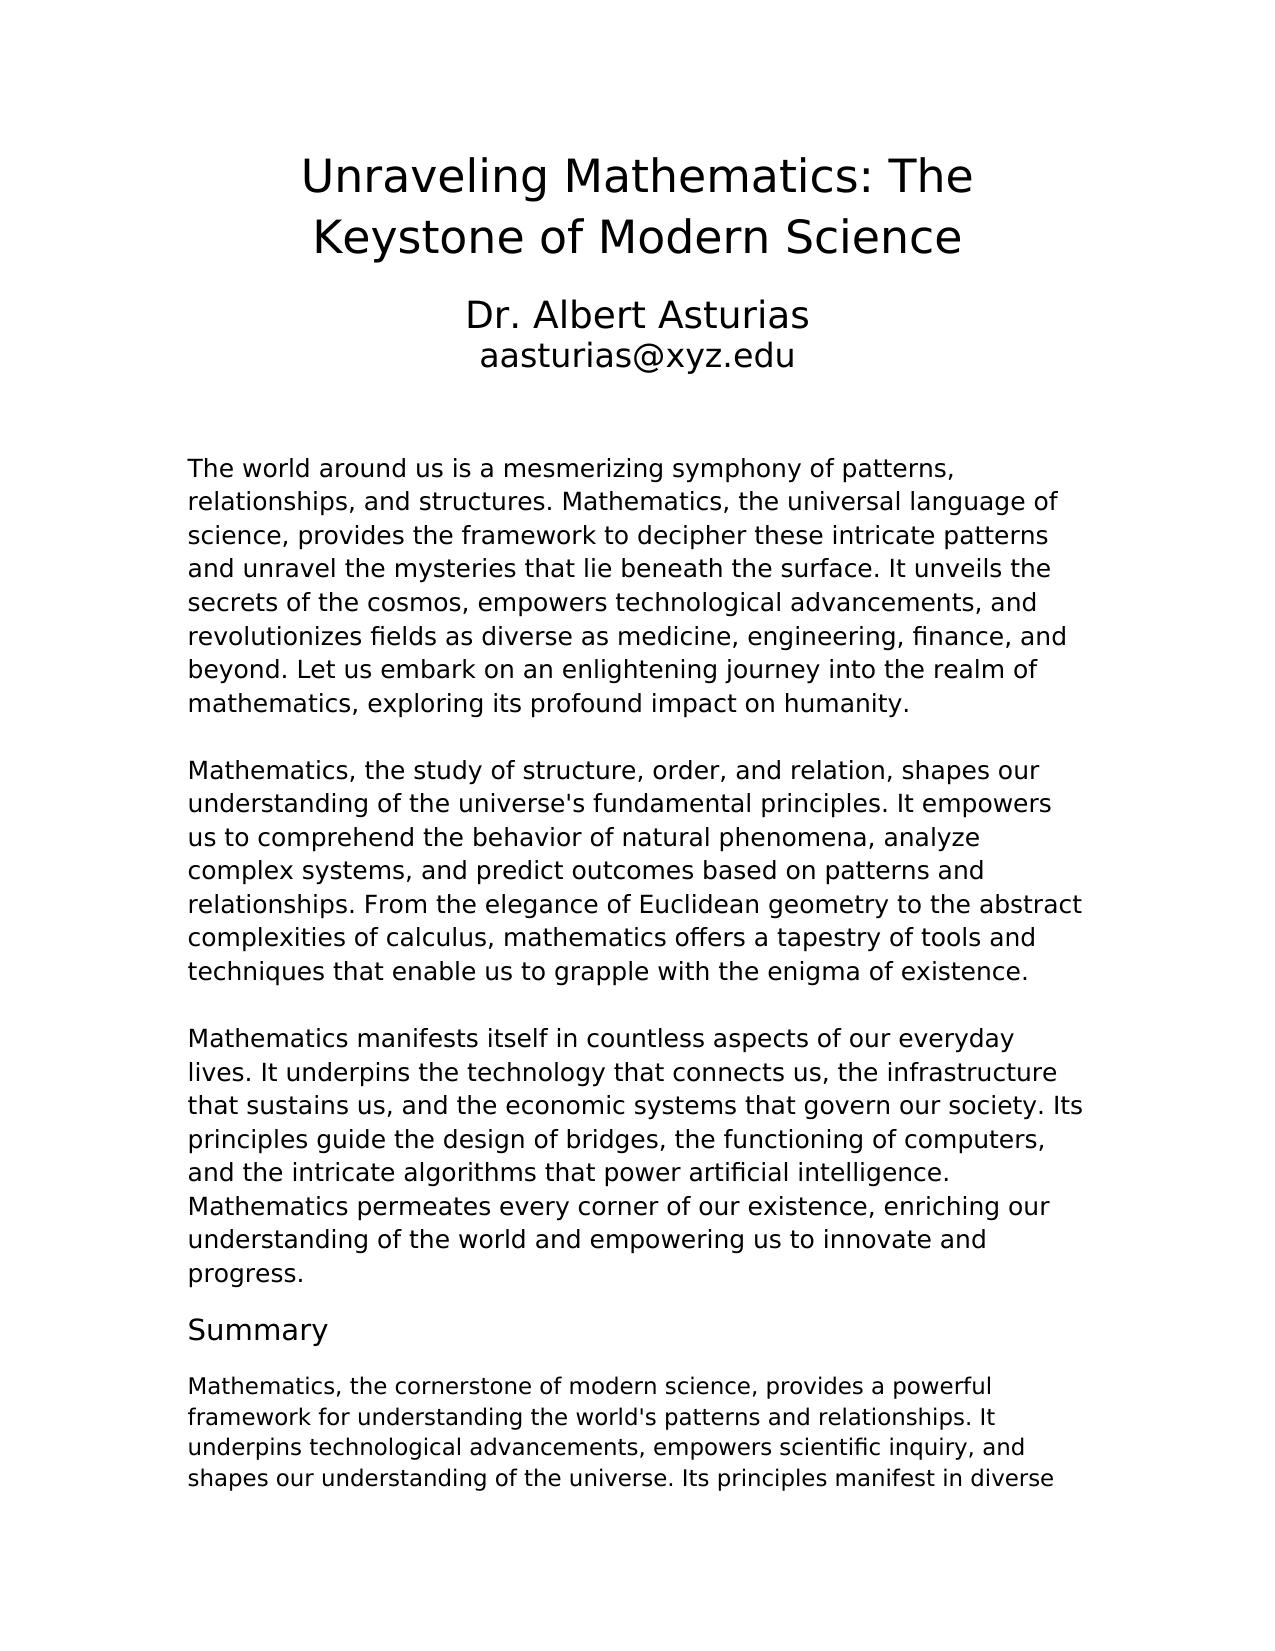 Unraveling Mathematics: The
Keystone of Modern Science
Dr. Albert Asturias
aasturias@xyz.edu
The world around us is a mesmerizing symphony of patterns,
relationships, and structures. Mathematics, the universal language of
science, provides the framework to decipher these intricate patterns
and unravel the mysteries that lie beneath the surface. It unveils the
secrets of the cosmos, empowers technological advancements, and
revolutionizes fields as diverse as medicine, engineering, finance, and
beyond. Let us embark on an enlightening journey into the realm of
mathematics, exploring its profound impact on humanity.
Mathematics, the study of structure, order, and relation, shapes our
understanding of the universe's fundamental principles. It empowers
us to comprehend the behavior of natural phenomena, analyze
complex systems, and predict outcomes based on patterns and
relationships. From the elegance of Euclidean geometry to the abstract
complexities of calculus, mathematics offers a tapestry of tools and
techniques that enable us to grapple with the enigma of existence.
Mathematics manifests itself in countless aspects of our everyday
lives. It underpins the technology that connects us, the infrastructure
that sustains us, and the economic systems that govern our society. Its
principles guide the design of bridges, the functioning of computers,
and the intricate algorithms that power artificial intelligence.
Mathematics permeates every corner of our existence, enriching our
understanding of the world and empowering us to innovate and
progress.
Summary
Mathematics, the cornerstone of modern science, provides a powerful
framework for understanding the world's patterns and relationships. It
underpins technological advancements, empowers scientific inquiry, and
shapes our understanding of the universe. Its principles manifest in diverse